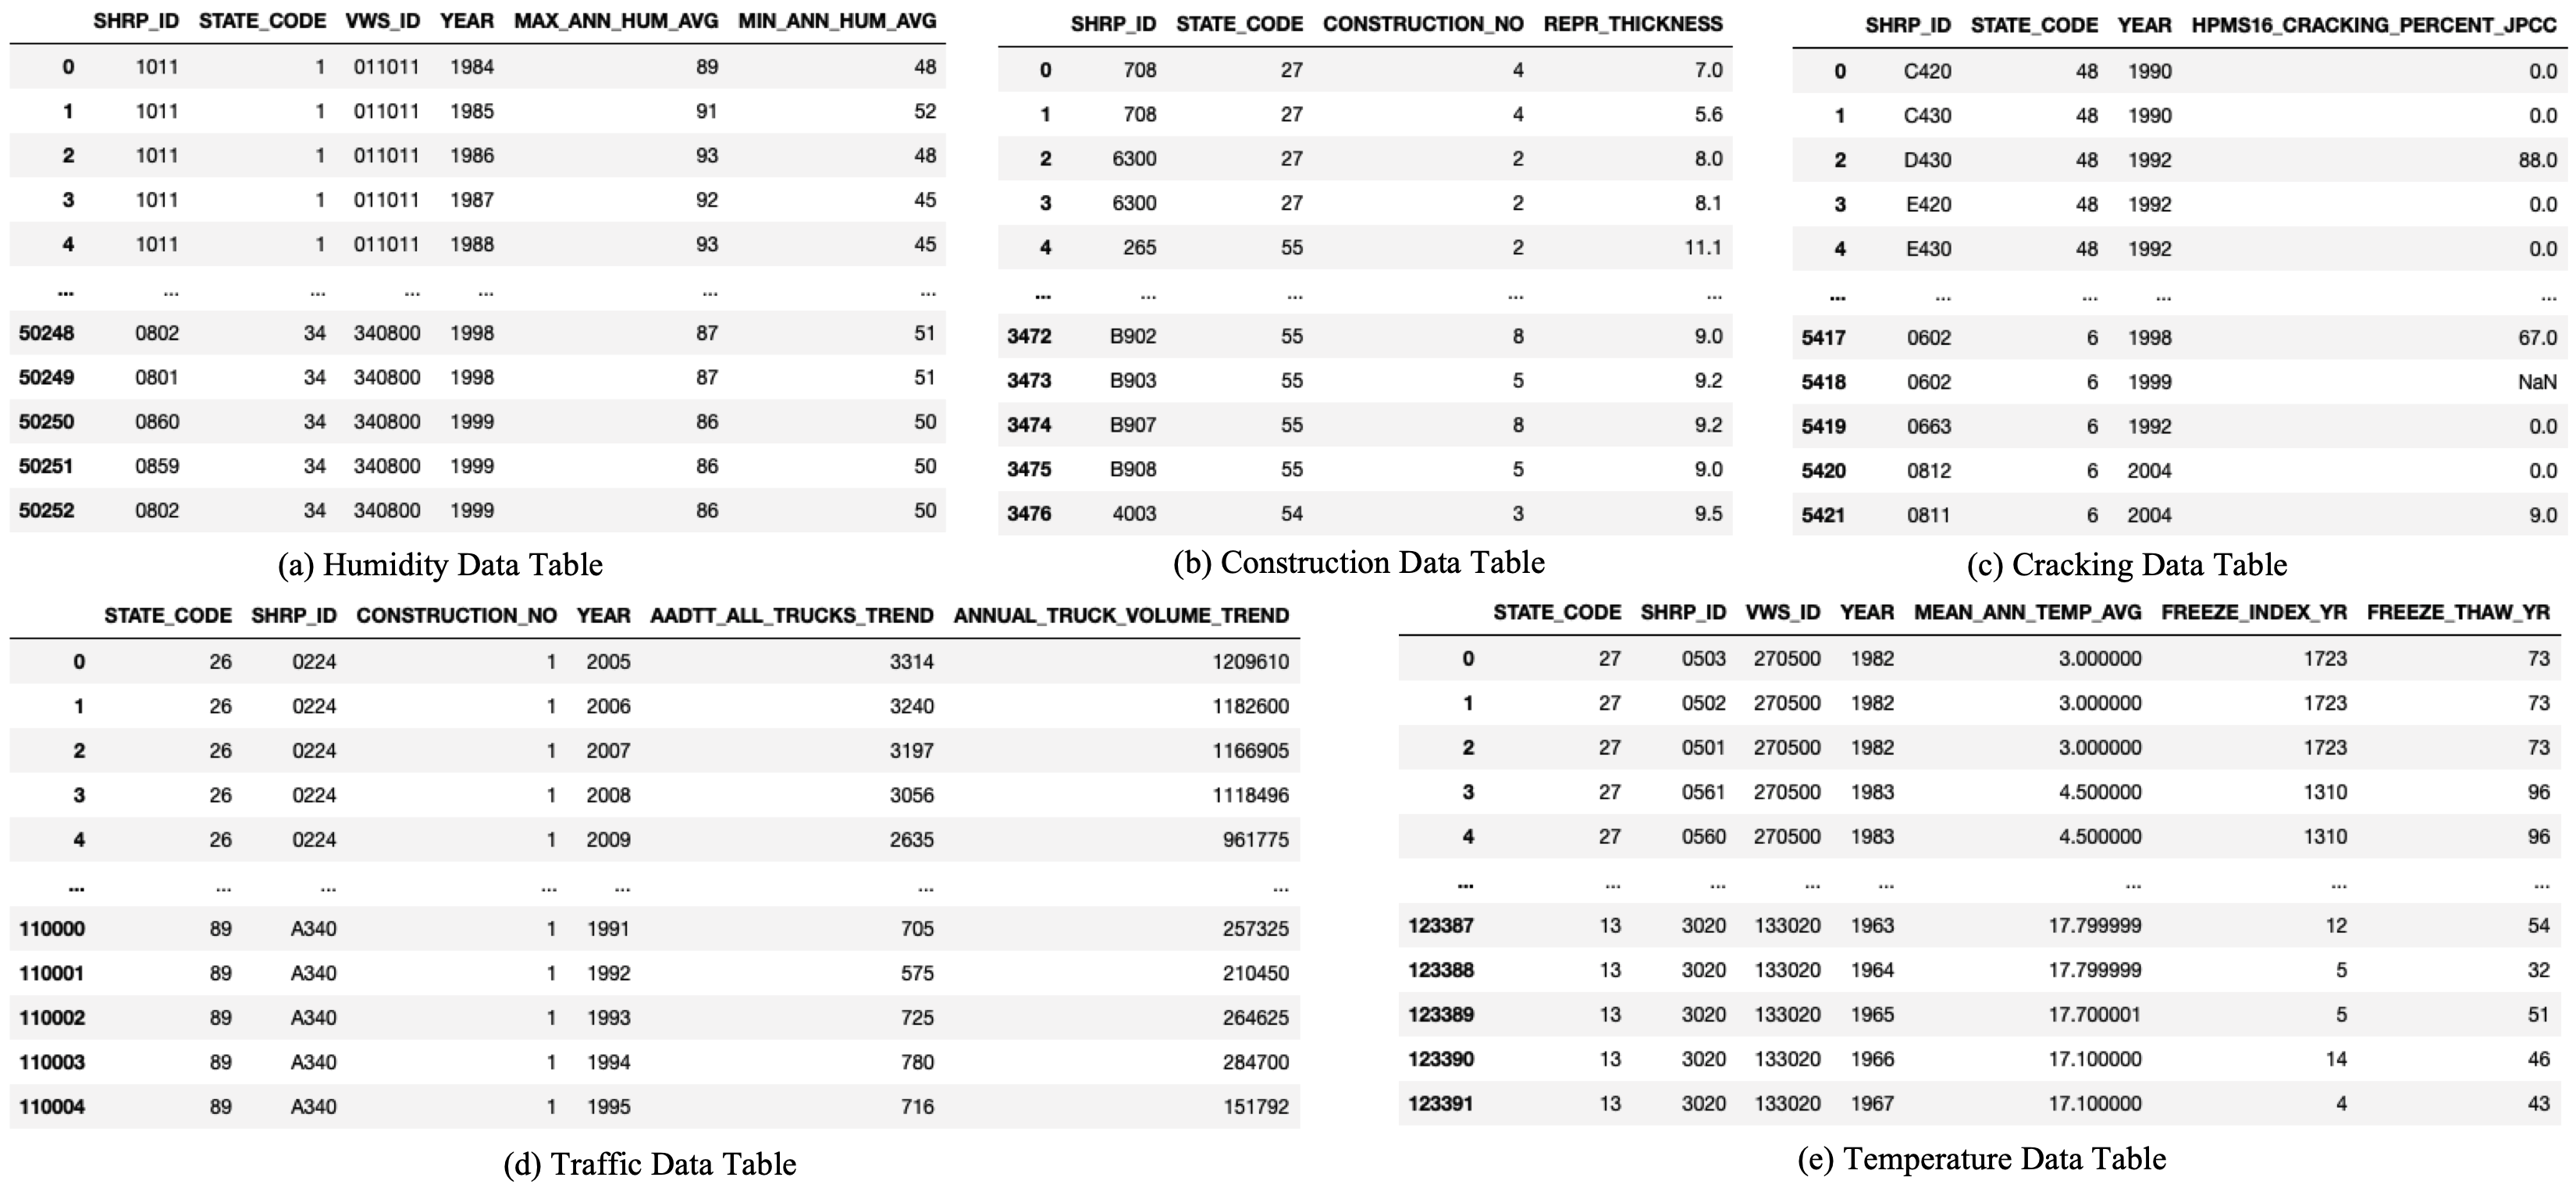 SHRP_ID STATE_CODE VWS_ID YEAR MAX_ANN_HUM_AVG MIN_ANN_HUM_AVG
0 1011 1 011011 1984 89 48
1 1011 1 011011 1985 91 52
2 1011 1 011011 1986 93 48
3 1011 1 011011 1987 92 45
4 1011 1 011011 1988 93 45
... ... ... ... ... ... ...
50248 0802 34 340800 1998 87 51
50249 0801 34 340800 1998 87 51
50250 0860 34 340800 1999 86 50
50251 0859 34 340800 1999 86 50
50252 0802 34 340800 1999 86 50
(a) Humidity Data Table
SHRP_ID STATE_CODE CONSTRUCTION_NO REPR_THICKNESS
0 708 27 4 7.0
1 708 27 4 5.6
2 6300 27 2 8.0
3 6300 27 2 8.1
4 265 55 2 11.1
... ... ... ... ...
3472 B902 55 8 9.0
3473 B903 55 5 9.2
3474 B907 55 8 9.2
3475 B908 55 5 9.0
3476 4003 54 3 9.5
(b) Construction Data Table
SHRP_ID STATE_CODE YEAR HPMS16_CRACKING_PERCENT_JPCC
0 C420 48 1990 0.0
1 C430 48 1990 0.0
2 D430 48 1992 88.0
3 E420 48 1992 0.0
4 E430 48 1992 0.0
... ... ... ... ...
5417 0602 6 1998 67.0
5418 0602 6 1999 NaN
5419 0663 6 1992 0.0
5420 0812 6 2004 0.0
5421 0811 6 2004 9.0
(c) Cracking Data Table
STATE_CODE SHRP_ID CONSTRUCTION_NO YEAR AADTT_ALL_TRUCKS_TREND ANNUAL_TRUCK_VOLUME_TREND
0 26 0224 1 2005 3314 1209610
1 26 0224 1 2006 3240 1182600
2 26 0224 1 2007 3197 1166905
3 26 0224 1 2008 3056 1118496
4 26 0224 1 2009 2635 961775
... ... ... ... ... ... ...
110000 89 A340 1 1991 705 257325
110001 89 A340 1 1992 575 210450
110002 89 A340 1 1993 725 264625
110003 89 A340 1 1994 780 284700
110004 89 A340 1 1995 716 151792
(d) Traffic Data Table
STATE_CODE SHRP_ID VWS_ID YEAR MEAN_ANN_TEMP_AVG FREEZE_INDEX_YR FREEZE_THAW_YR
0 27 0503 270500 1982 3.000000 1723 73
1 27 0502 270500 1982 3.000000 1723 73
2 27 0501 270500 1982 3.000000 1723 73
3 27 0561 270500 1983 4.500000 1310 96
4 27 0560 270500 1983 4.500000 1310 96
... ... ... ... ... ... ... ...
123387 13 3020 133020 1963 17.799999 12 54
123388 13 3020 133020 1964 17.799999 5 32
123389 13 3020 133020 1965 17.700001 5 51
123390 13 3020 133020 1966 17.100000 14 46
123391 13 3020 133020 1967 17.100000 4 43
(e) Temperature Data Table